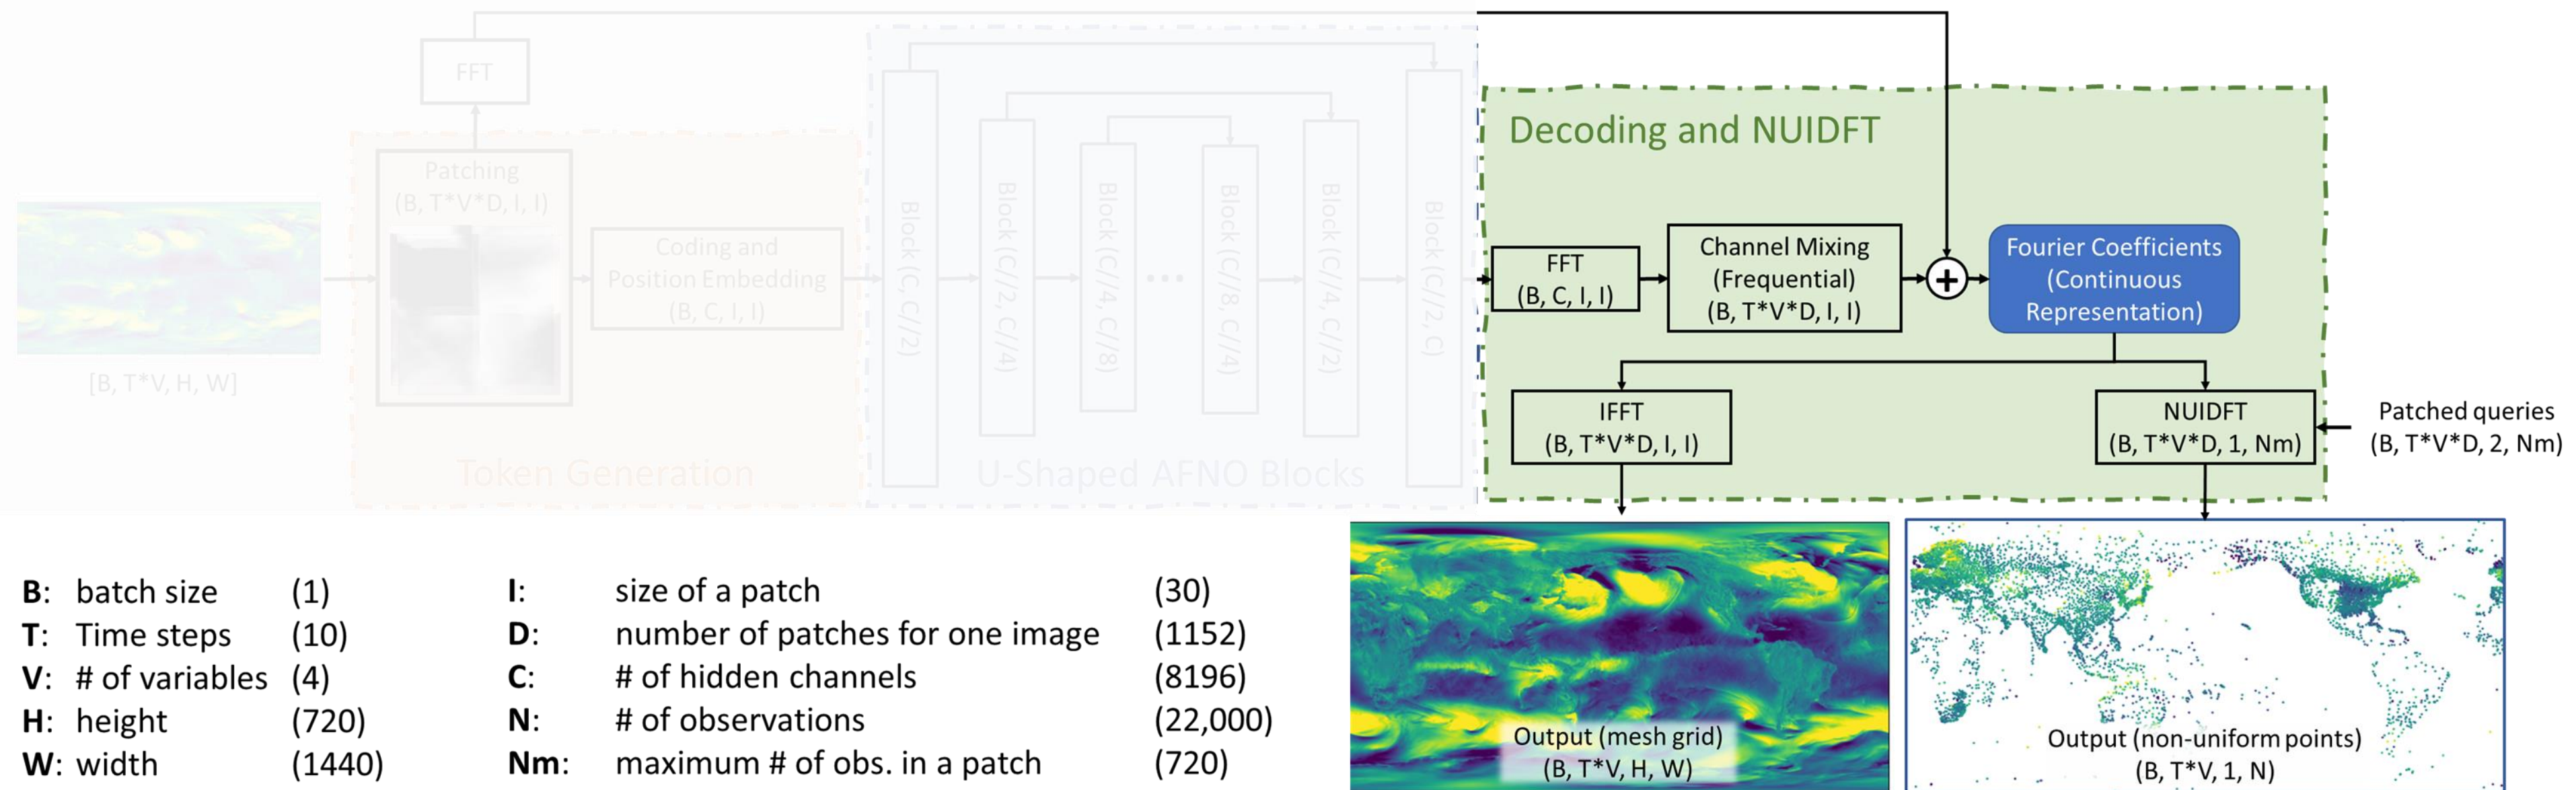 FFT
Patching
(B, T*V*D, I, I)
Coding and
Position Embedding
(B, C, I, I)
[B, T*V, H, W]
Token Generation
Block (C, C//2)
Block (C//2, C//4)
Block (C//4, C//8)
...
Block (C//8, C//4)
Block (C//4, C//2)
Block (C//2, C)
U-Shaped AFNO Blocks
Decoding and NUIDFT
FFT
(B, C, I, I)
Channel Mixing
(Frequential)
(B, T*V*D, I, I)
+
Fourier Coefficients
(Continuous
Representation)
IFFT
(B, T*V*D, I, I)
NUIDFT
(B, T*V*D, 1, Nm)
Patched queries
(B, T*V*D, 2, Nm)
B: batch size (1)
T: Time steps (10)
V: # of variables (4)
H: height (720)
W: width (1440)
I: size of a patch (30)
D: number of patches for one image (1152)
C: # of hidden channels (8196)
N: # of observations (22,000)
Nm: maximum # of obs. in a patch (720)
Output (mesh grid)
(B, T*V, H, W)
Output (non-uniform points)
(B, T*V, 1, N)